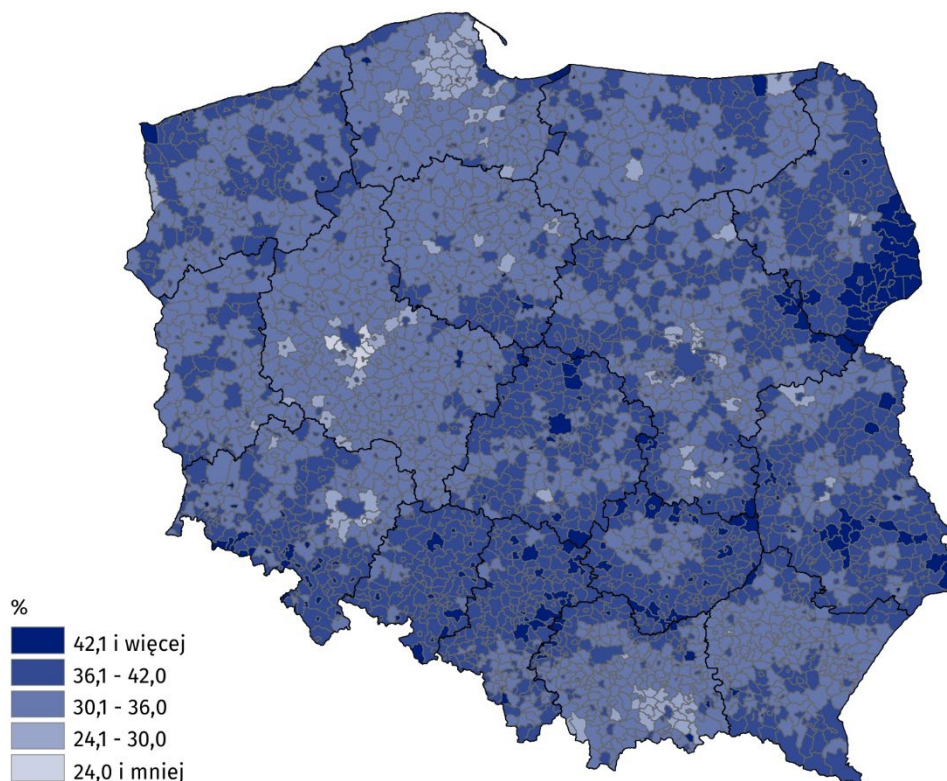 %
42,1 i więcej
36,1 - 42,0
30,1 - 36,0
24,1 - 30,0
24,0 i mniej